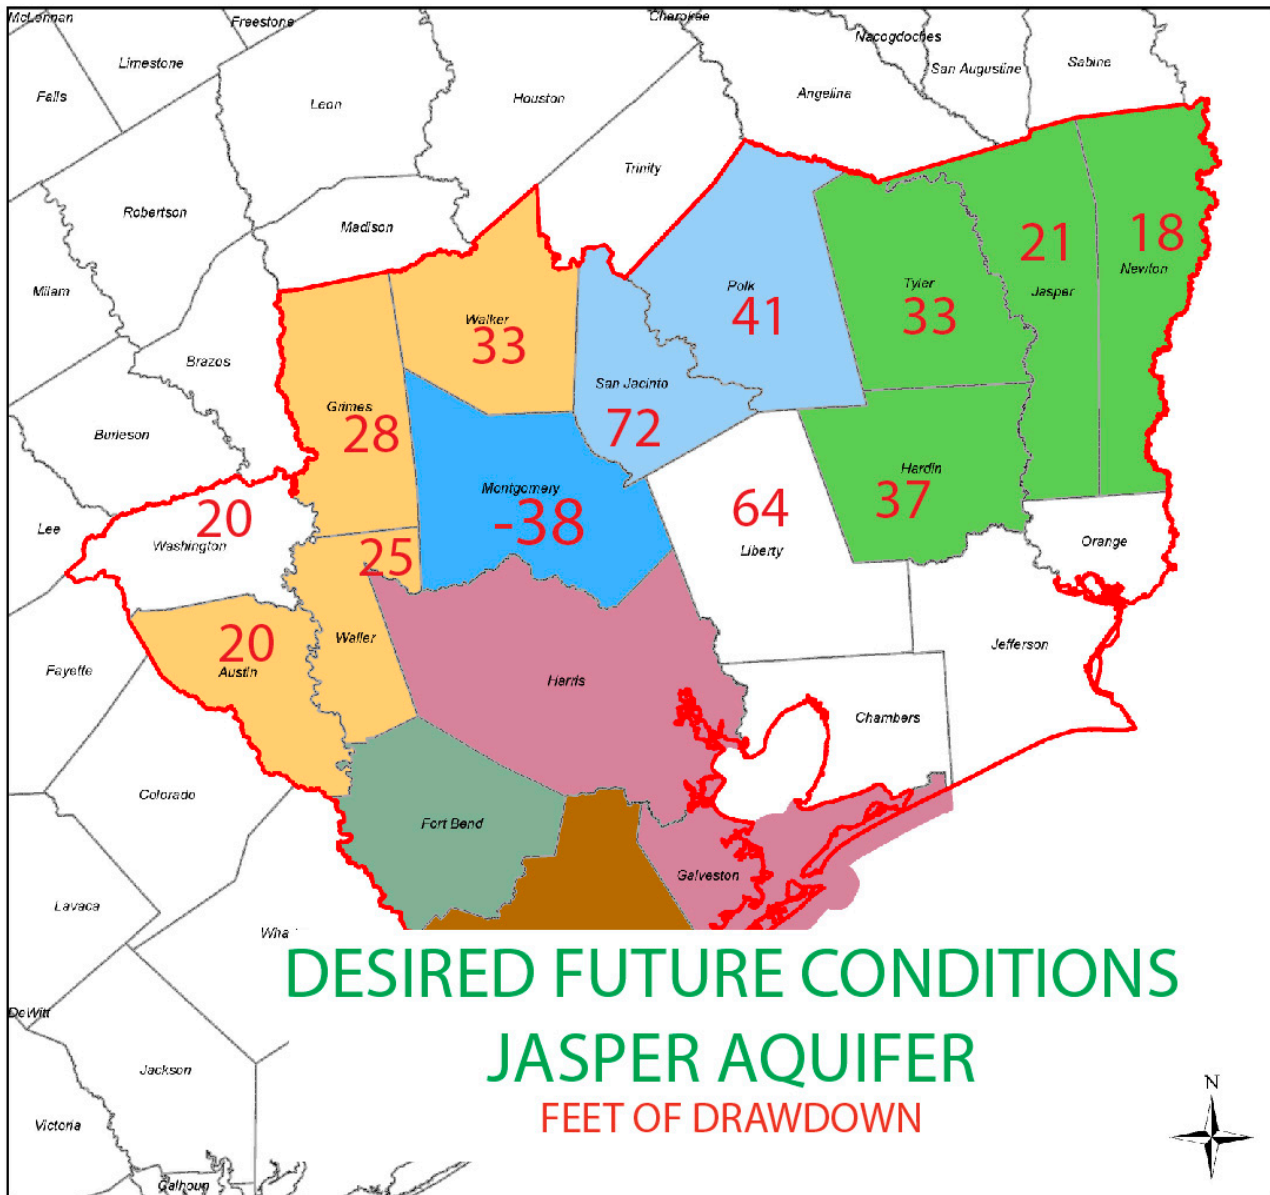 McLennan
Freestone
Cherokee
Nacogdoches
Limestone
San Augustine
Sabine
Falls
Leon
Houston
Angelina
Trinity
Robertson
Madison
21
18
Milam
Polk
Tyler
Newton
Jasper
Walker
41
33
33
Brazos
San Jacinto
Grimes
28
72
Burleson
Hardin
Montgomery
37
-38
64
20
Lee
Washington
Liberty
Orange
25
Waller
20
Austin
Fayette
Jefferson
Harris
Chambers
Colorado
Fort Bend
Galveston
Lavaca
Wha
DESIRED FUTURE CONDITIONS
JASPER AQUIFER
FEET OF DRAWDOWN
DeWitt
Jackson
Victoria
Calhoun
N